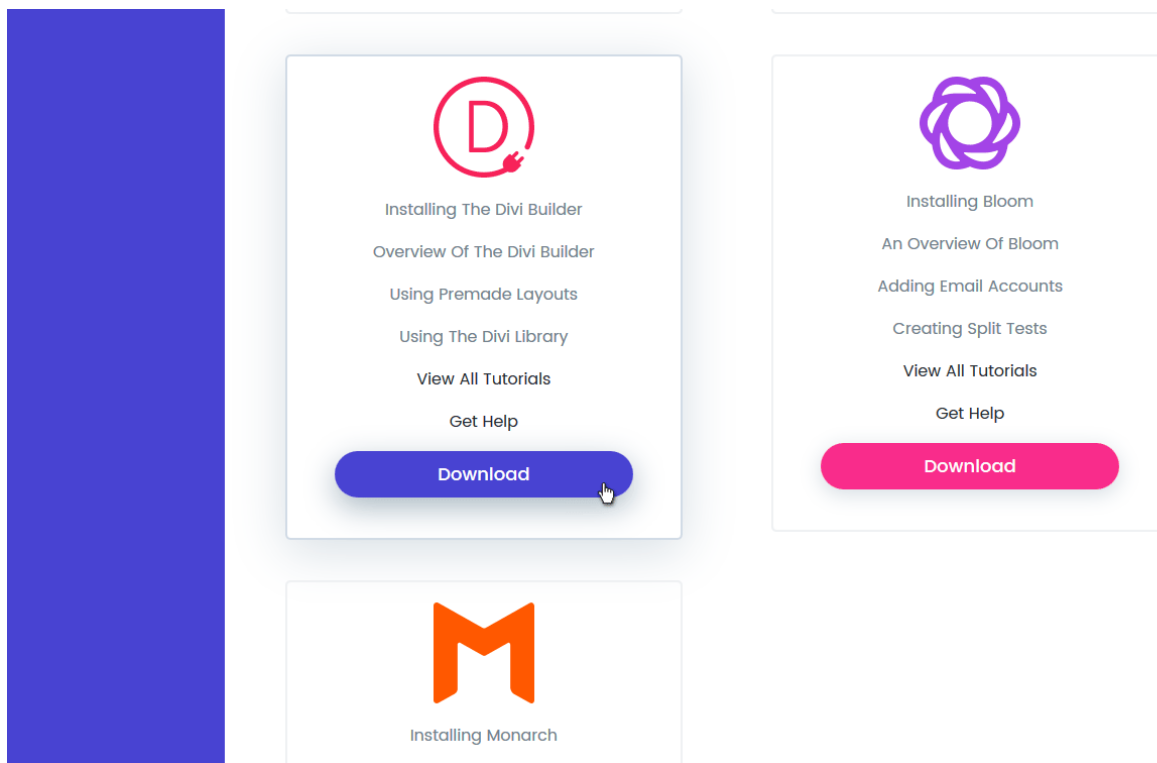 D
Installing The Divi Builder
Overview Of The Divi Builder
Using Premade Layouts
Using The Divi Library
View All Tutorials
Get Help
Download
Installing Bloom
An Overview Of Bloom
Adding Email Accounts
Creating Split Tests
View All Tutorials
Get Help
Download
M
Installing Monarch